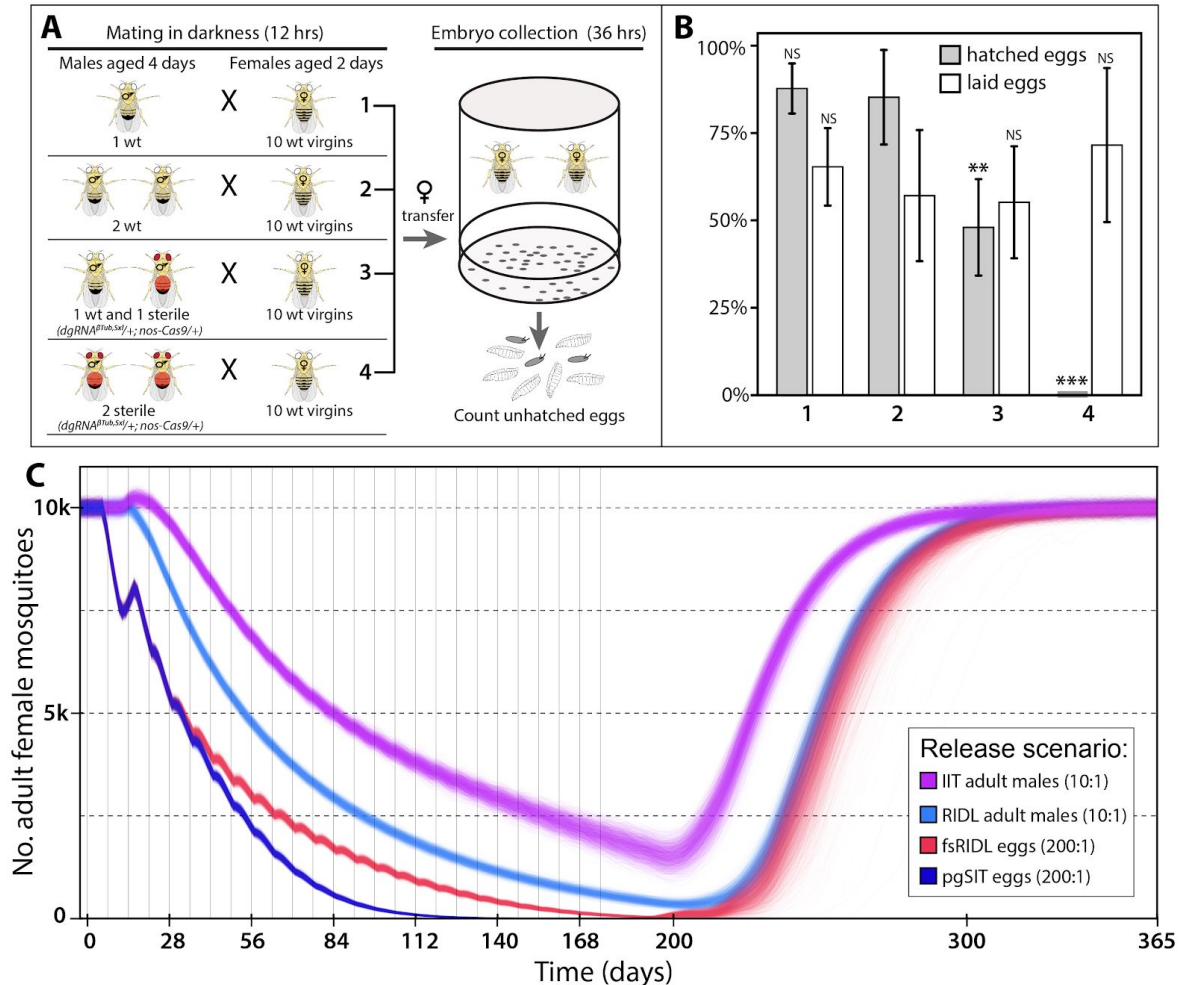 A
Mating in darkness (12 hrs)
Embryo collection (36 hrs)
Males aged 4 days
Females aged 2 days
♂ X ♀
1 wt
10 wt virgins
1
♂ ♂ X ♀
2 wt
10 wt virgins
2
♂ ♂ X ♀
1 wt and 1 sterile
(dgRNAβTub,Sxl/+; nos-Cas9/+)
10 wt virgins
3
♂ ♂ X ♀
2 sterile
(dgRNAβTub,Sxl/+; nos-Cas9/+)
10 wt virgins
4
♀
transfer
♀ ♀
Count unhatched eggs
B
100%
75%
50%
25%
0%
hatched eggs
laid eggs
NS
NS
**
NS
***
NS
1 2 3 4
C
No. adult female mosquitoes
10k
5k
0
0 28 56 84 112 140 168 200 300 365
Time (days)
Release scenario:
IIT adult males (10:1)
RIDL adult males (10:1)
fsRIDL eggs (200:1)
pgSIT eggs (200:1)